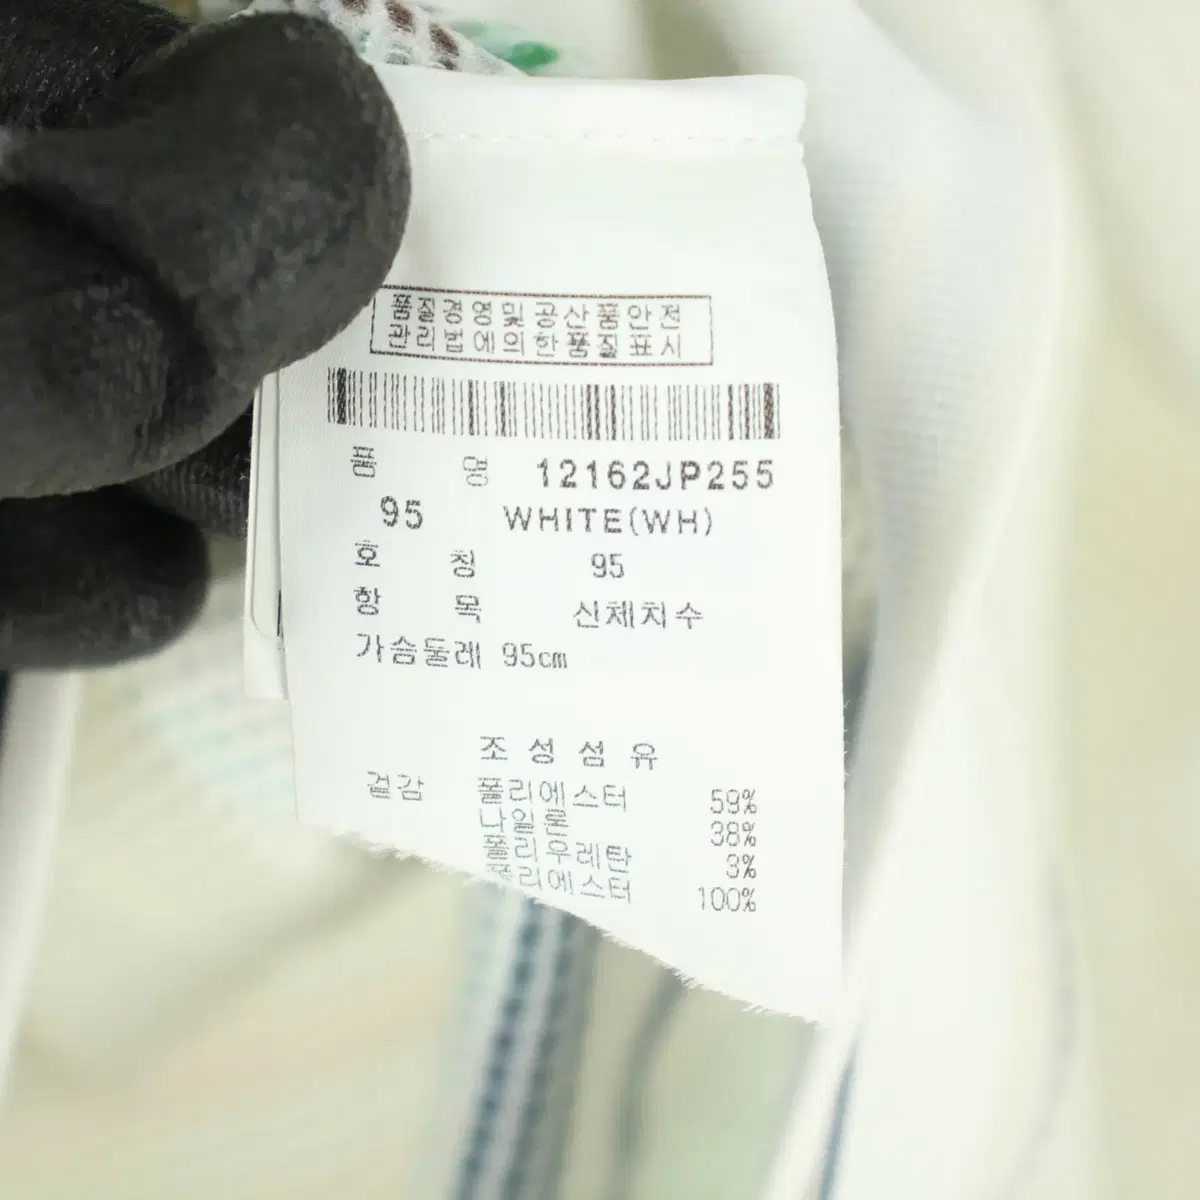 품질경영및공산품안전
관리법에의한품질표시
품 명 12162JP255
95 WHITE(WH)
호 칭 95
항 목 신체치수
가슴둘레 95cm
조성섬유
겉감 폴리에스터 59%
나일론 38%
폴리우레탄 3%
폴리에스터 100%